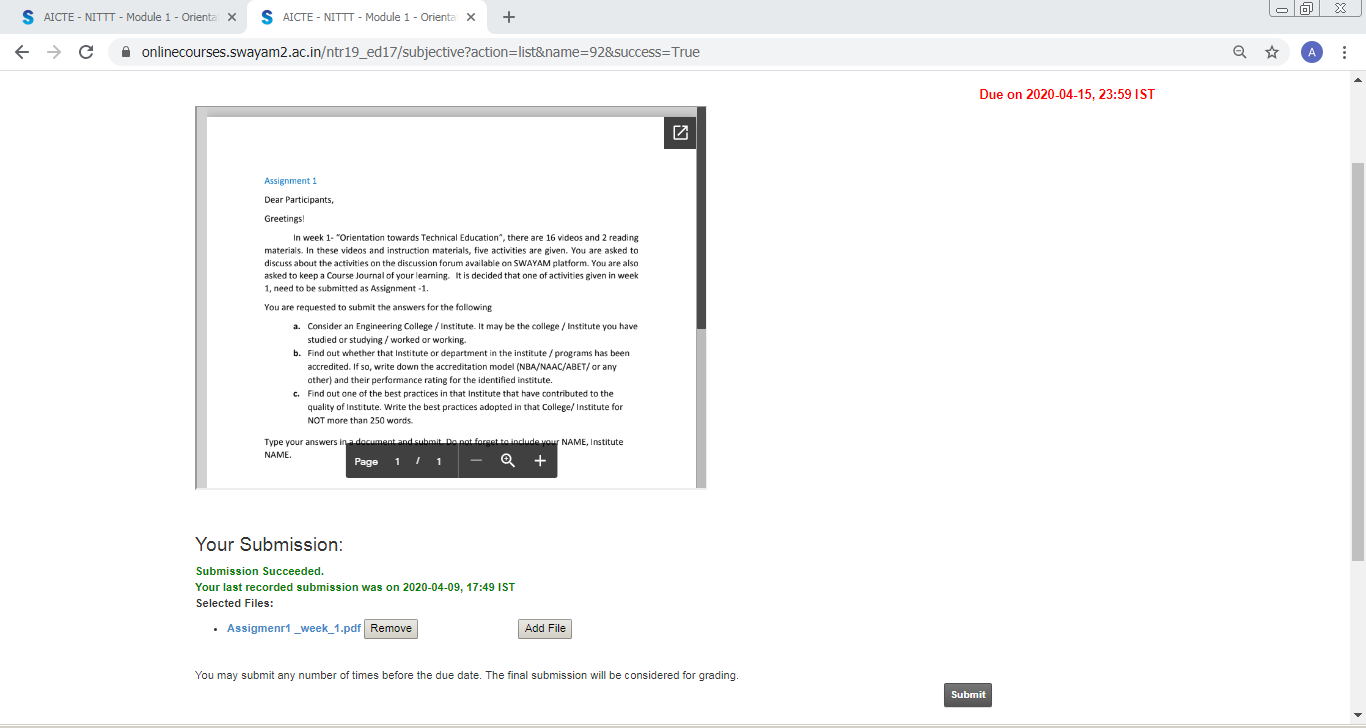 AICTE - NITTT - Module 1 - Orienta
AICTE - NITTT - Module 1 - Orienta
onlinecourses.swayam2.ac.in/ntr19_ed17/subjective?action=list&name=92&success=True
A
Due on 2020-04-15, 23:59 IST
Assignment 1
Dear Participants,
Greetings!
In week 1- "Orientation towards Technical Education", there are 16 videos and 2 reading
materials. In these videos and instruction materials, five activities are given. You are asked to
discuss about the activities on the discussion forum available on SWAYAM platform. You are also
asked to keep a Course Journal of your learning. It is decided that one of activities given in week
1, need to be submitted as Assignment -1.
You are requested to submit the answers for the following
a. Consider an Engineering College / Institute. It may be the college / Institute you have
studied or studying / worked or working.
b. Find out whether that Institute or department in the institute / programs has been
accredited. If so, write down the accreditation model (NBA/NAAC/ABET/ or any
other) and their performance rating for the identified institute.
c. Find out one of the best practices in that Institute that have contributed to the
quality of Institute. Write the best practices adopted in that College/ Institute for
NOT more than 250 words.
Type your answers in a document and submit. Do not forget to include your NAME, Institute
NAME.
Page 1 / 1
Your Submission:
Submission Succeeded.
Your last recorded submission was on 2020-04-09, 17:49 IST
Selected Files:
• Assigmenr1 _week_1.pdf Remove Add File
You may submit any number of times before the due date. The final submission will be considered for grading.
Submit